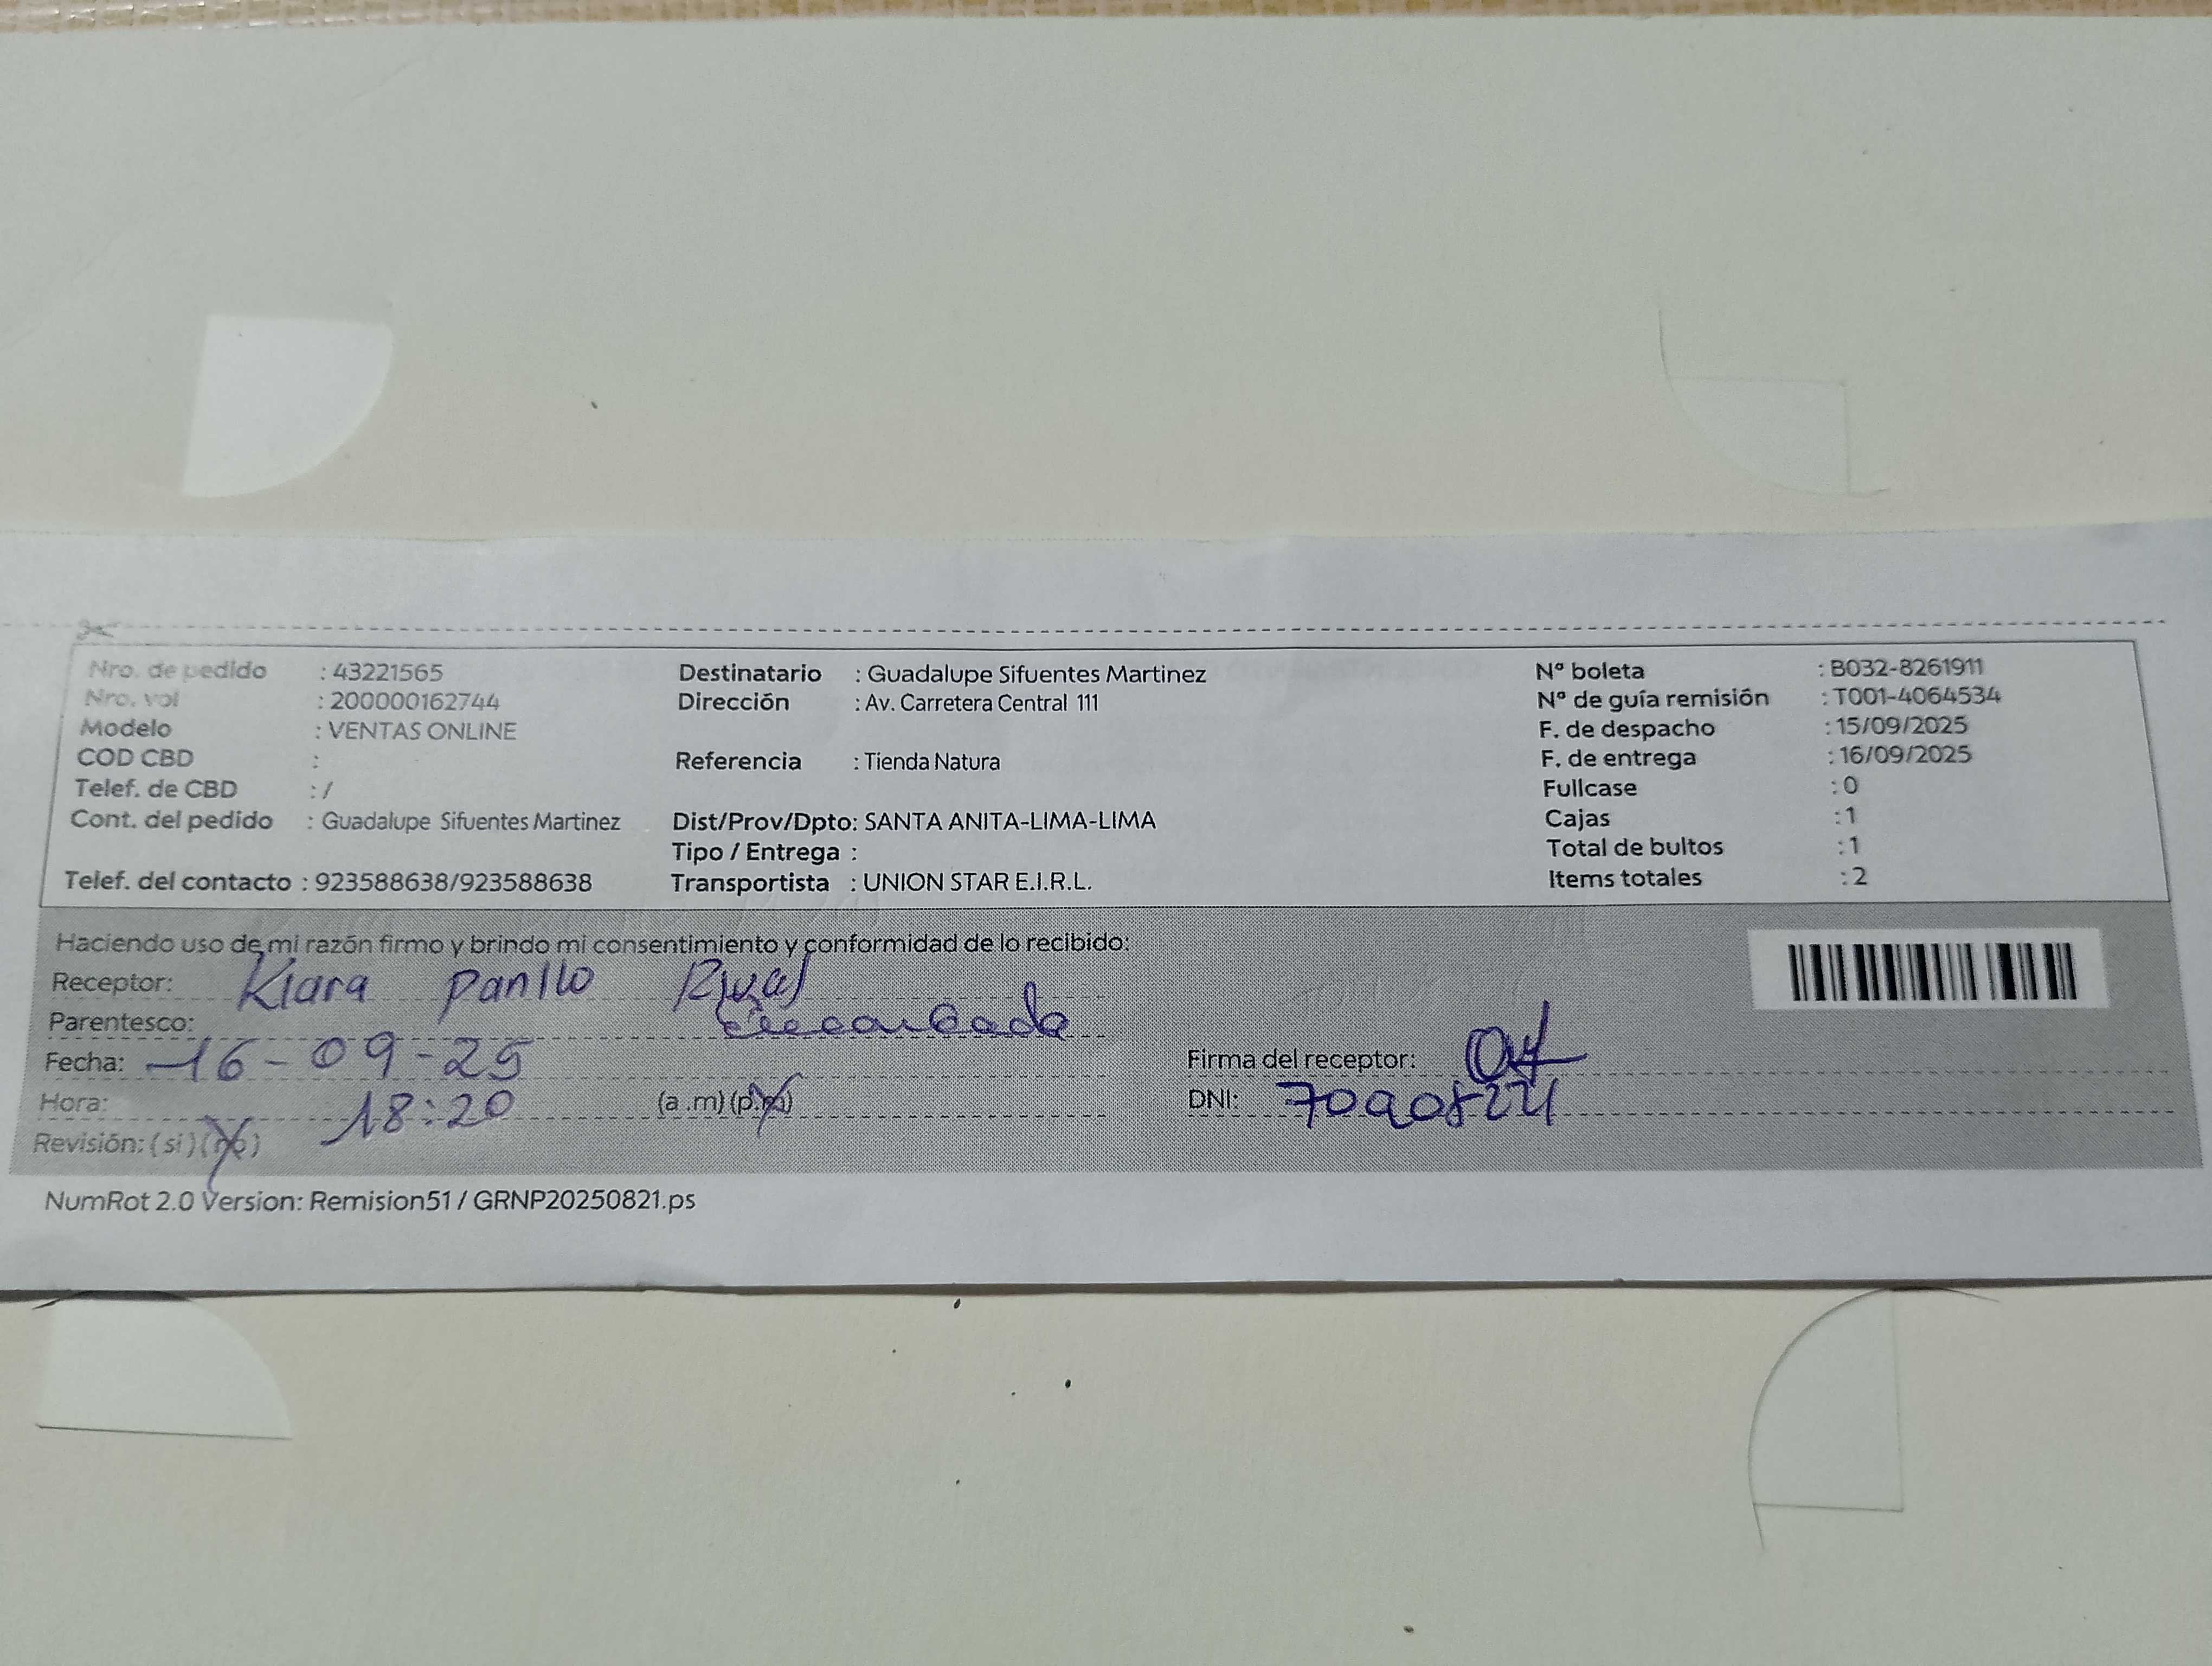 Nro. de pedido : 43221565
Nro. vol : 200000162744
Modelo : VENTAS ONLINE
COD CBD :
Telef. de CBD : /
Cont. del pedido : Guadalupe Sifuentes Martinez
Telef. del contacto : 923588638/923588638
Destinatario : Guadalupe Sifuentes Martinez
Dirección : Av. Carretera Central 111
Referencia : Tienda Natura
Dist/Prov/Dpto: SANTA ANITA-LIMA-LIMA
Tipo / Entrega :
Transportista : UNION STAR E.I.R.L.
Nº boleta : B032-8261911
Nº de guía remisión : T001-4064534
F. de despacho : 15/09/2025
F. de entrega : 16/09/2025
Fullcase : 0
Cajas : 1
Total de bultos : 1
Items totales : 2
Haciendo uso de mi razón firmo y brindo mi consentimiento y conformidad de lo recibido:
Receptor: Kiara
Parentesco:
Fecha: 16-09-25
Hora: 18:20 (a .m) (p.m)
Revisión: (si) (no)
Firma del receptor:
DNI:
NumRot 2.0 Version: Remision51 / GRNP20250821.ps